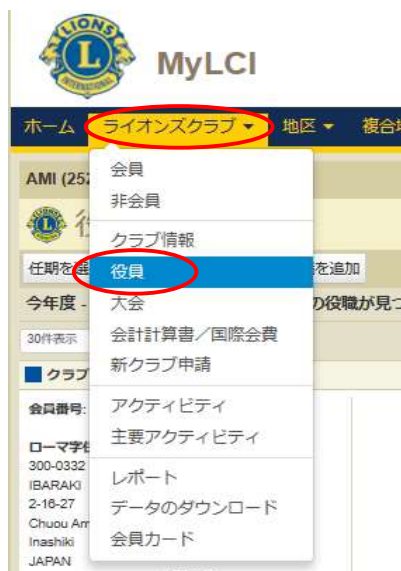 LIONS
L
INTERNATIONAL
MyLCI
ホーム ライオンズクラブ 地区 複合
AMI (252
会員
非会員
クラブ情報
任期を 役員 を追加
今年度 - 大会 の役職が見つ
30件表示 会計計算書／国際会費
新クラブ申請
クラブ
会員番号: アクティビティ
主要アクティビティ
ローマ字
300-0332
IBARAKI レポート
2-16-27 データのダウンロード
Chuou Am
Inashiki 会員カード
JAPAN